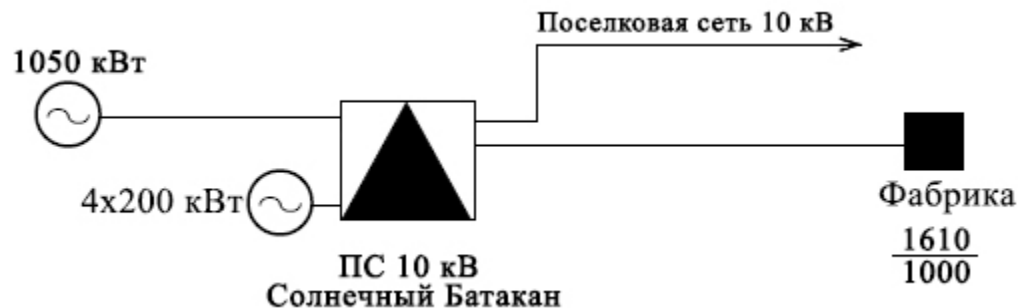 Поселковая сеть 10 кВ
1050 кВт
4x200 кВт
Фабрика
1610
1000
ПС 10 кВ
Солнечный Батакан